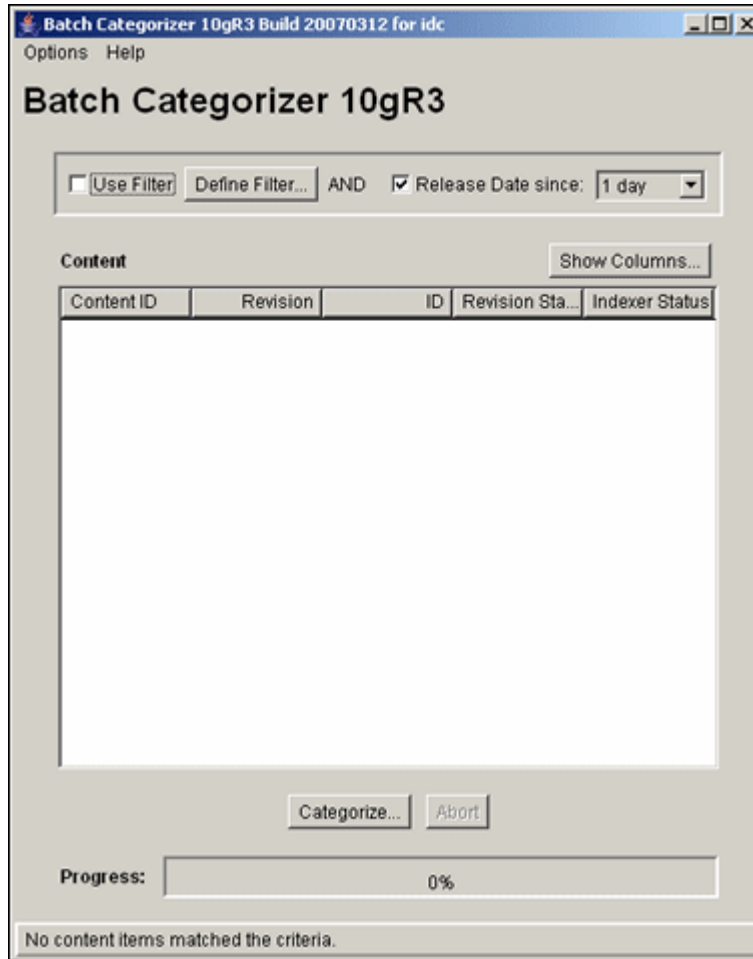 Batch Categorizer 10gR3 Build 20070312 for idc
Options Help
Batch Categorizer 10gR3
Use Filter Define Filter... AND Release Date since: 1 day
Content Show Columns...
Content ID Revision ID Revision Sta... Indexer Status
Categorize... Abort
Progress: 0%
No content items matched the criteria.